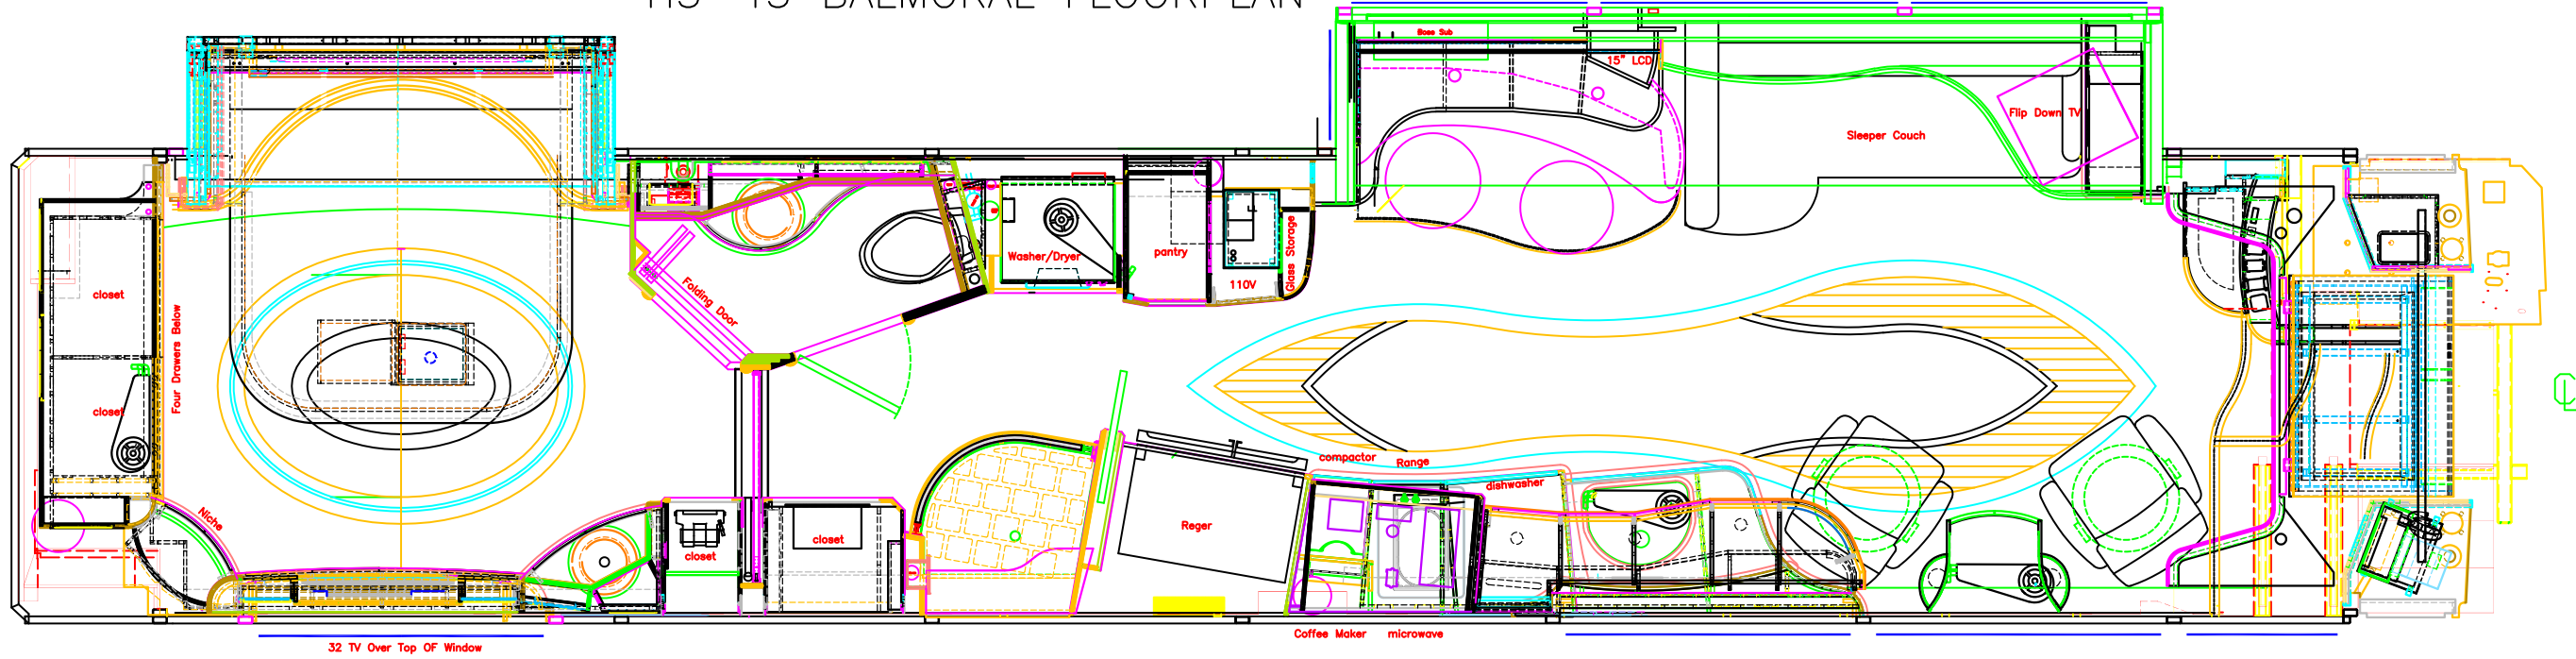 BALMORAL FLOORPLAN
Base Sub
15" LCD
Flip Down TV
Sleeper Couch
Washer/Dryer
pantry
110V
Glass Storage
Folding Door
closet
closet
Four Drawers Below
Niche
closet
closet
Reger
compactor
Range
dishwasher
Coffee Maker
microwave
32 TV Over Top OF Window